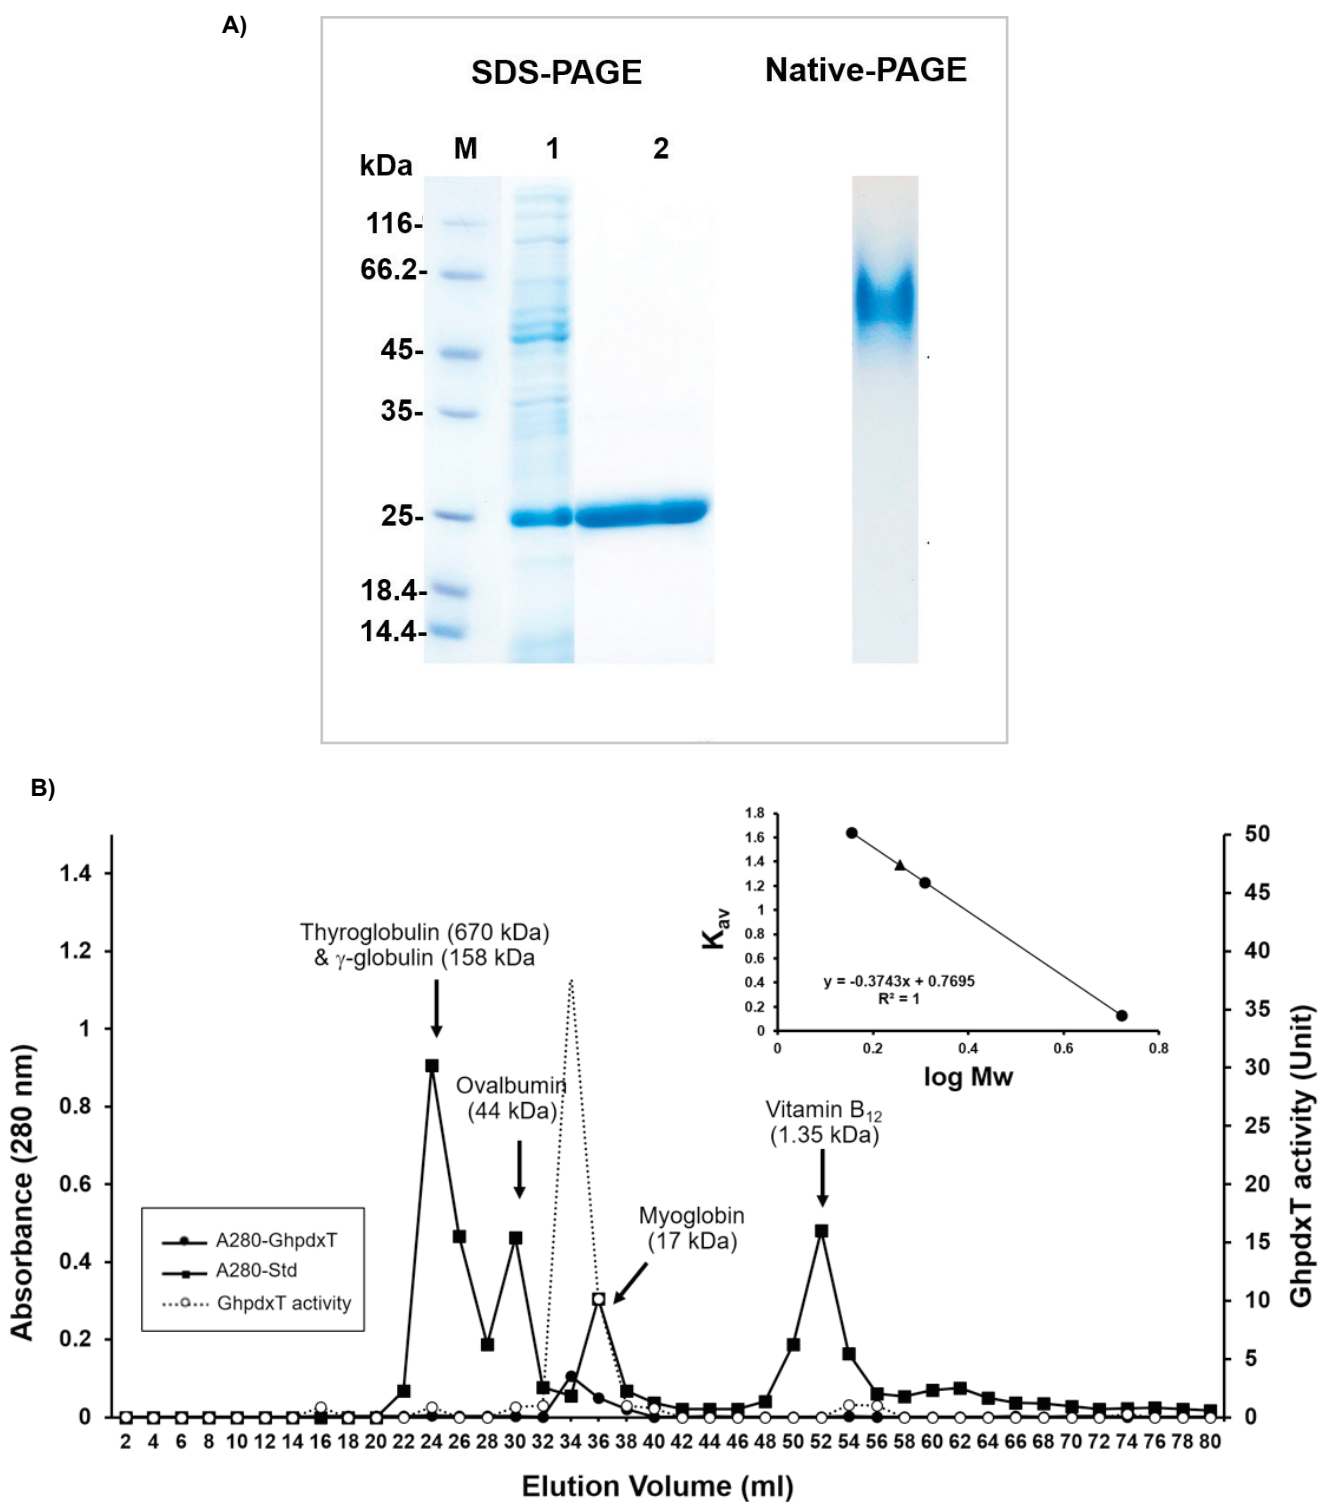 A)
SDS-PAGE
Native-PAGE
M 1 2
kDa
116-
66.2-
45-
35-
25-
18.4-
14.4-
B)
1.4
1.2
1
0.8
0.6
0.4
0.2
0
Absorbance (280 nm)
Thyroglobulin (670 kDa)
& γ-globulin (158 kDa
Ovalbumin
(44 kDa)
Myoglobin
(17 kDa)
Vitamin B12
(1.35 kDa)
A280-GhpdxT
A280-Std
GhpdxT activity
1.8
1.6
1.4
1.2
1
0.8
0.6
0.4
0.2
0
Kav
y = -0.3743x + 0.7695
R² = 1
0 0.2 0.4 0.6 0.8
log Mw
50
45
40
35
30
25
20
15
10
5
0
GhpdxT activity (Unit)
2 4 6 8 10 12 14 16 18 20 22 24 26 28 30 32 34 36 38 40 42 44 46 48 50 52 54 56 58 60 62 64 66 68 70 72 74 76 78 80
Elution Volume (ml)